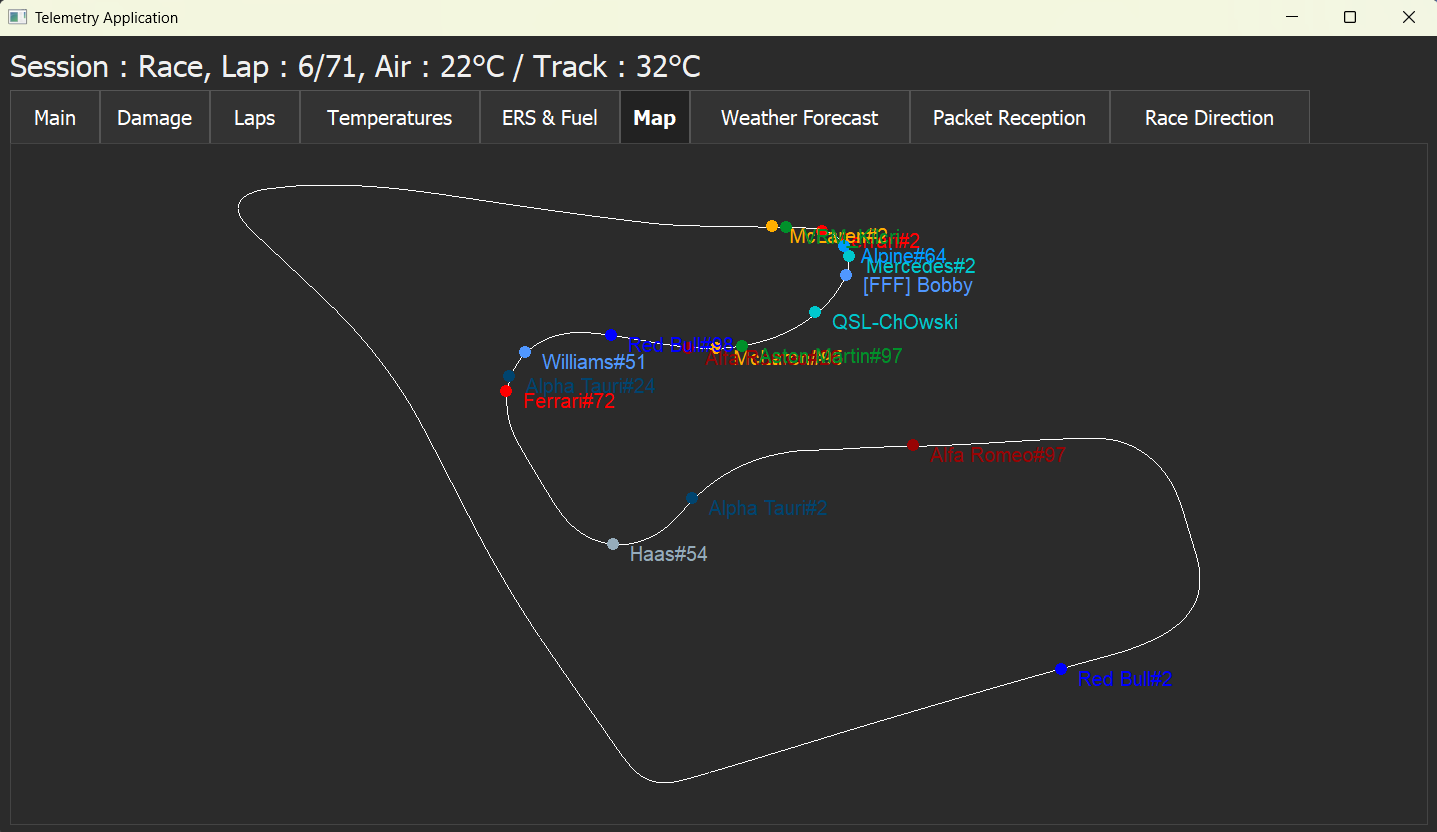 Telemetry Application
Session : Race, Lap : 6/71, Air : 22°C / Track : 32°C
Main Damage Laps Temperatures ERS & Fuel Map Weather Forecast Packet Reception Race Direction
McLaren#2
Alpine#64
Mercedes#2
[FFF] Bobby
QSL-ChOwski
Red Bull#98
Aston Martin#97
Williams#51
Alpha Tauri#24
Ferrari#72
Alfa Romeo#97
Alpha Tauri#2
Haas#54
Red Bull#2